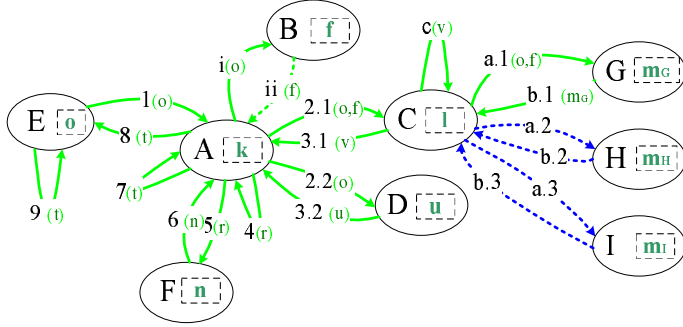 B f
c(v)
i(o)
ii (f)
a.1(o,f)
G mG
b.1 (mG)
1(o)
2.1(o,f)
E o
8 (t)
C l
a.2
3.1 (v)
A k
b.2
H mH
7(t)
b.3
2.2(o)
a.3
9 (t)
6 (n)
5(r)
4(r)
3.2 (u)
D u
I mI
F n